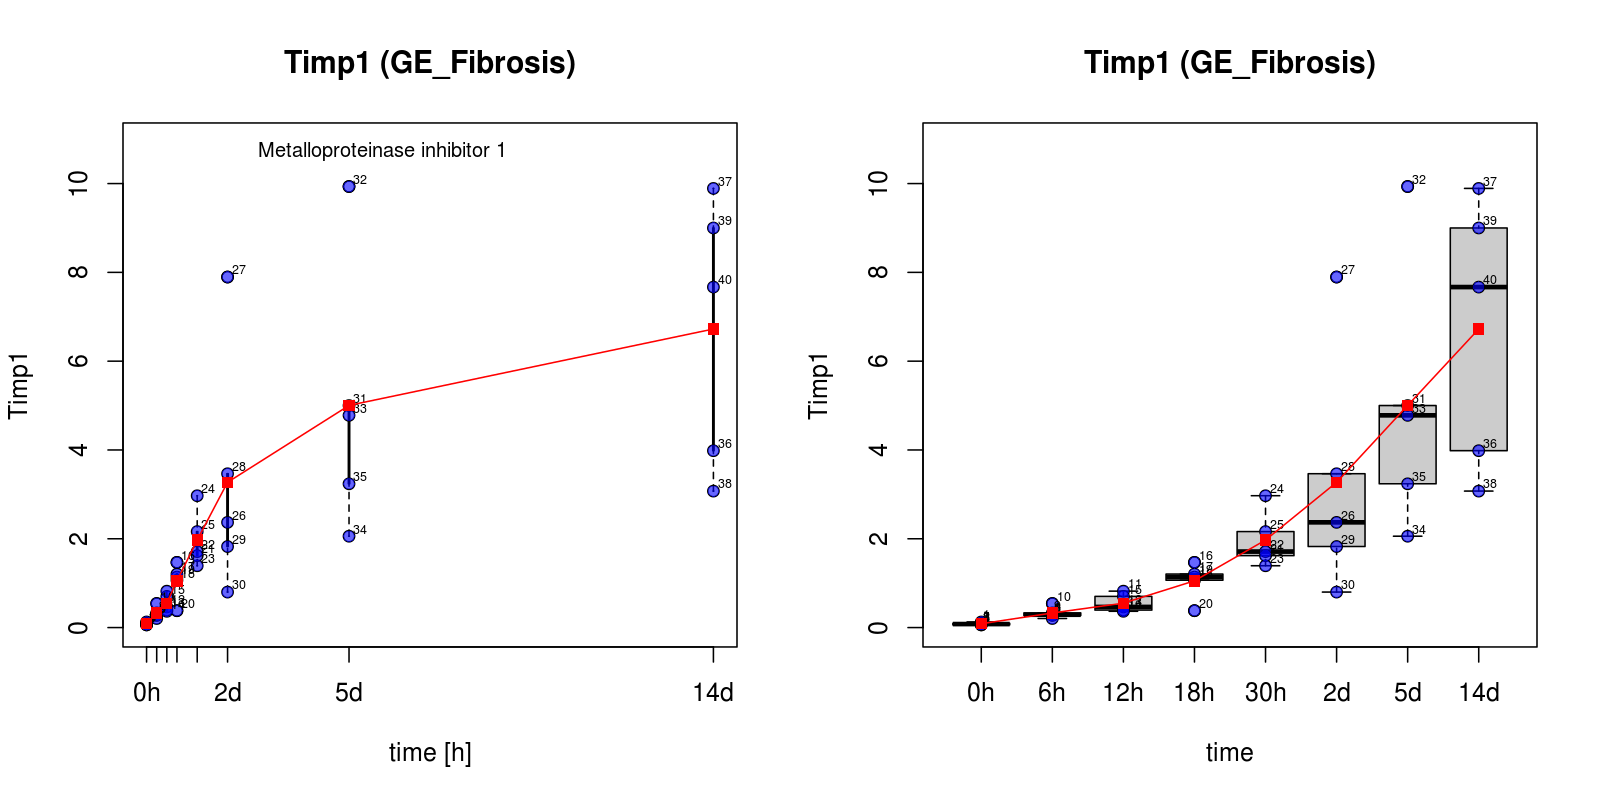 Timp1 (GE_Fibrosis)
Metalloproteinase inhibitor 1
Timp1
0
2
4
6
8
10
32
37
39
27
40
31
33
36
28
35
38
24
26
25
34
29
23
30
20
0h
2d
5d
14d
time [h]
Timp1 (GE_Fibrosis)
Timp1
0
2
4
6
8
10
32
37
39
27
40
31
33
36
28
35
38
24
26
25
34
29
23
30
16
11
15
10
20
0h
6h
12h
18h
30h
2d
5d
14d
time